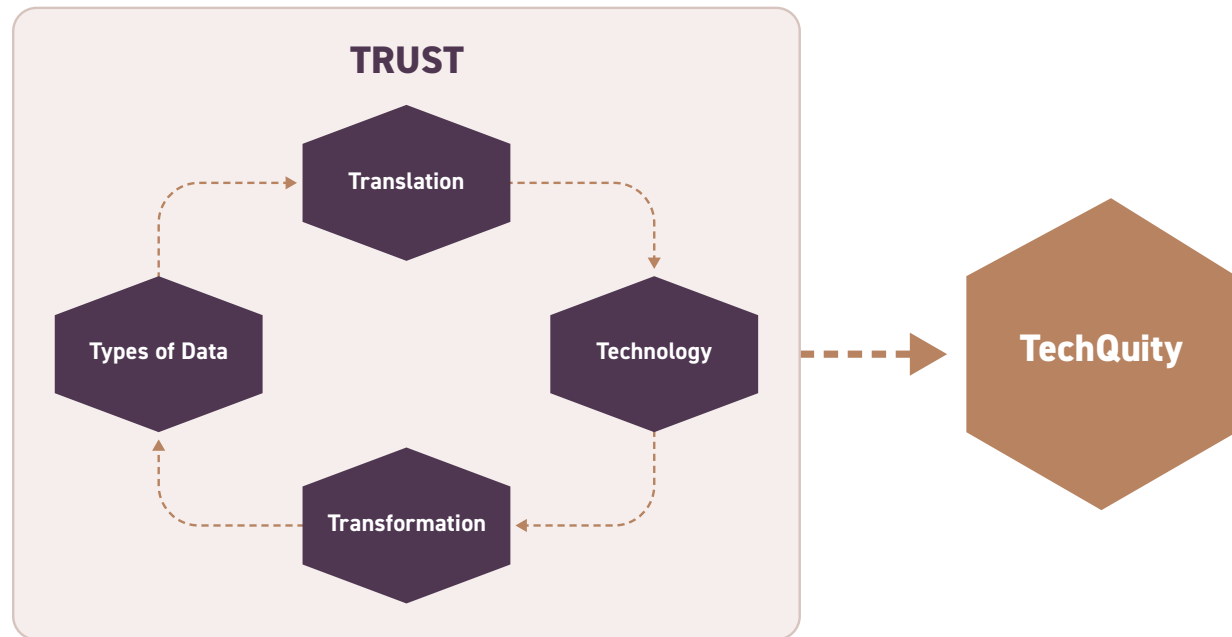 TRUST
Translation
Types of Data
Technology
TechQuity
Transformation